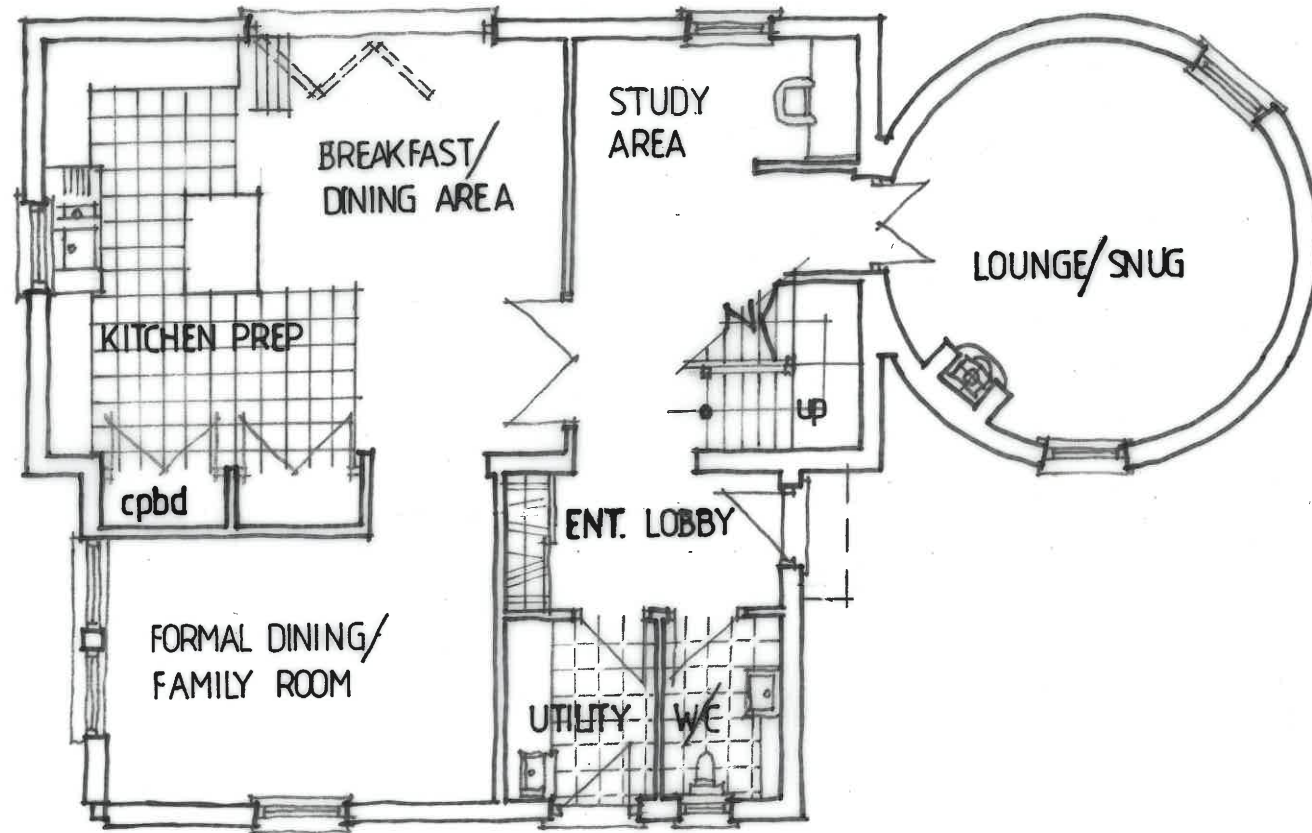 STUDY
AREA
BREAKFAST/
DINING AREA
LOUNGE/SNUG
KITCHEN PREP
up
cpbd
ENT. LOBBY
FORMAL DINING/
FAMILY ROOM
UTILITY
W/C